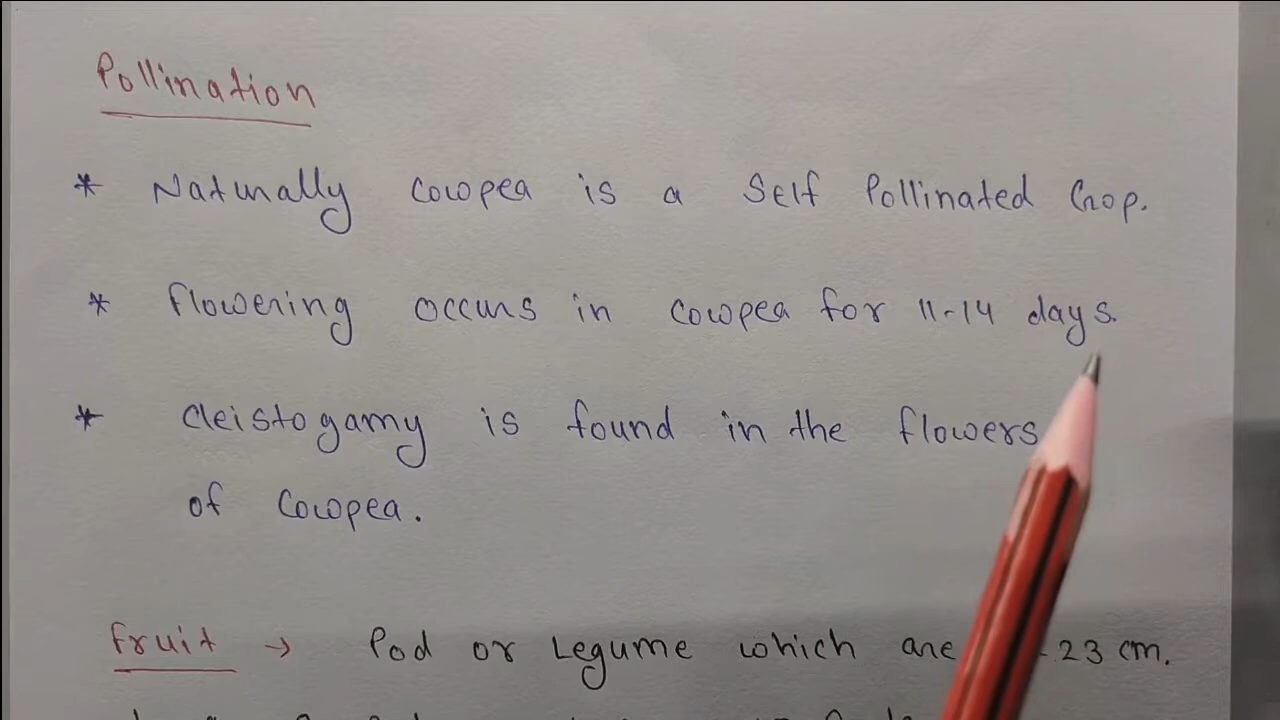 Pollination
* Naturally cowpea is a Self Pollinated Crop.
* flowering occurs in cowpea for 11-14 days.
* cleistogamy is found in the flowers
of Cowpea.
fruit → Pod or Legume which are - 23 cm.